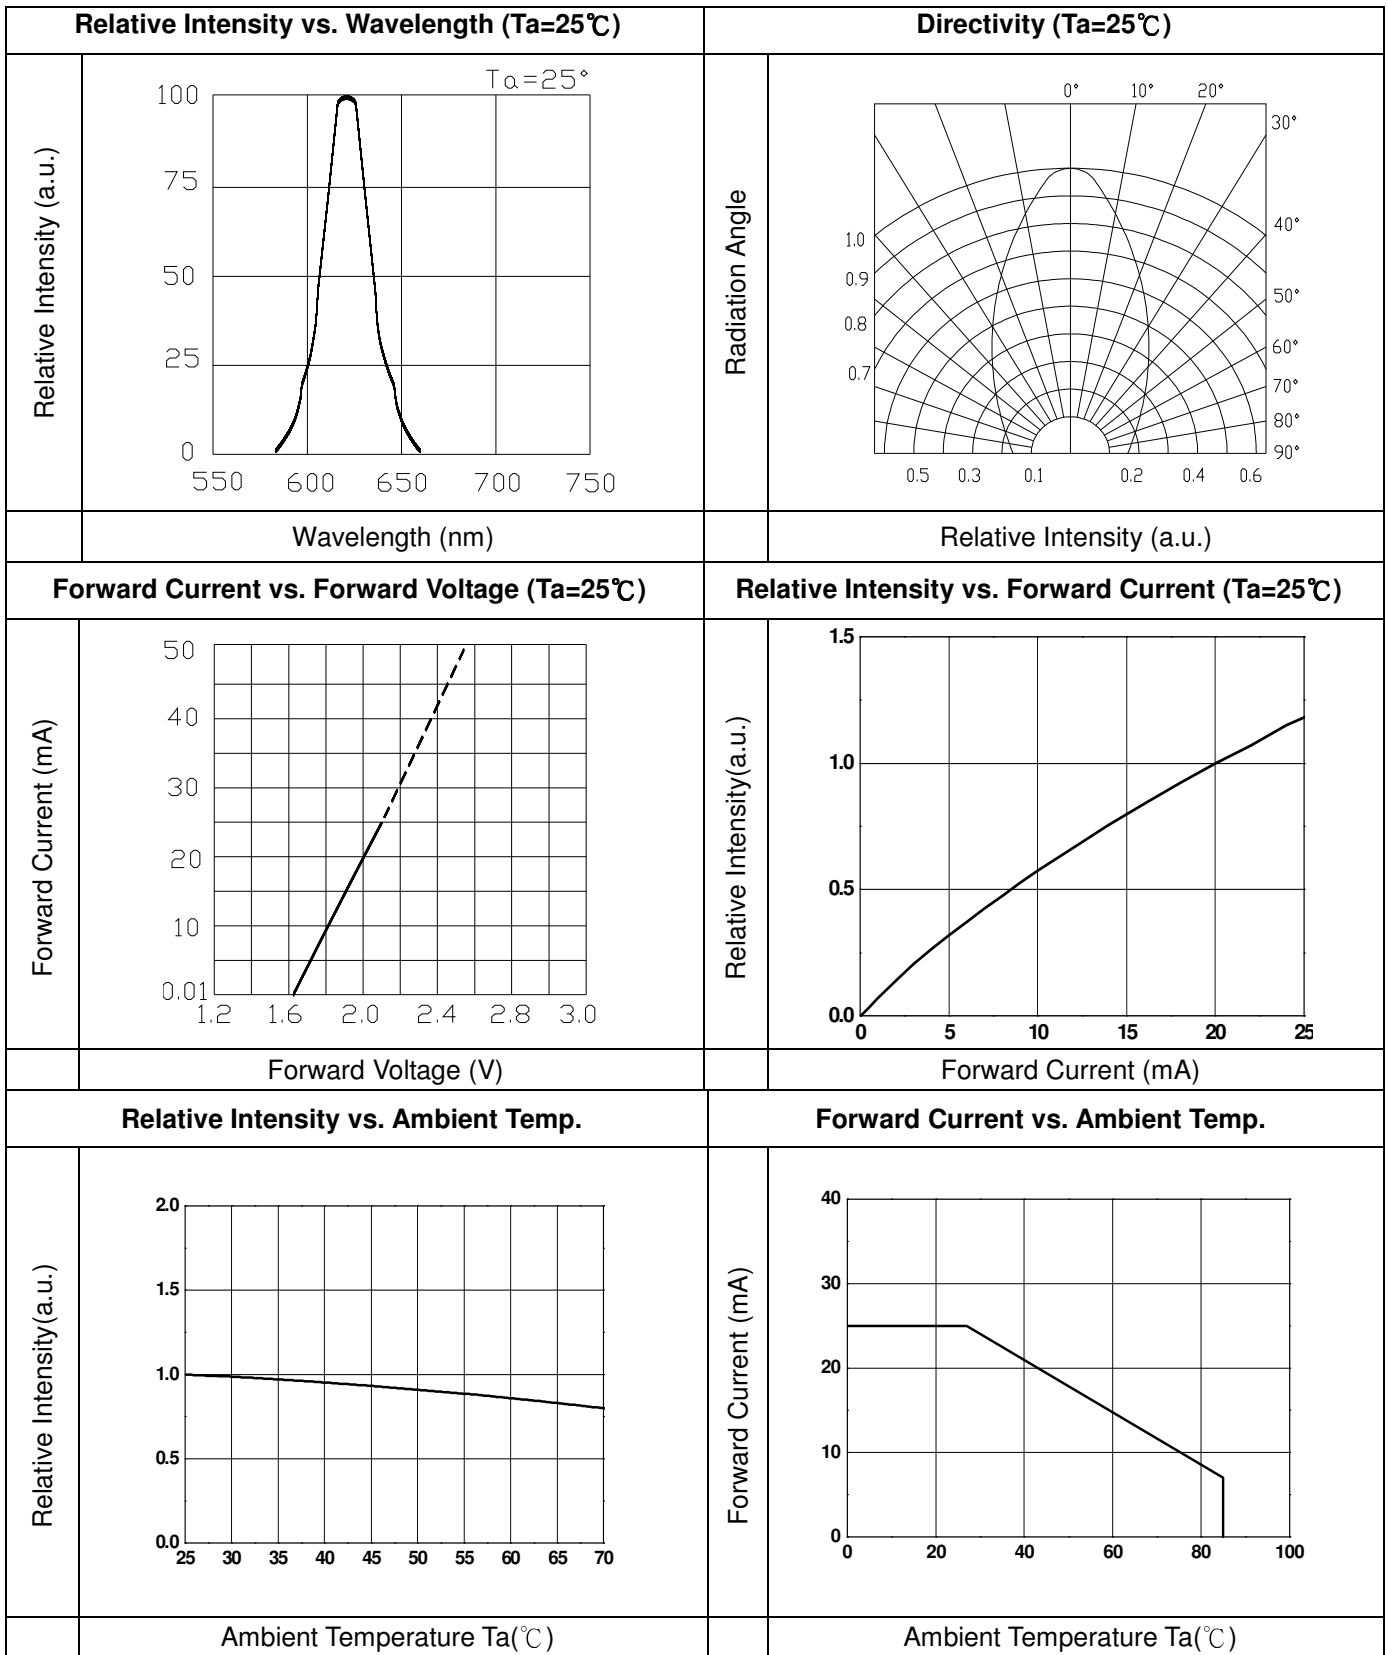 Relative Intensity vs. Wavelength (Ta=25℃)
Directivity (Ta=25℃)
Relative Intensity (a.u.)
Ta=25°
100
75
50
25
0
550 600 650 700 750
Wavelength (nm)
Radiation Angle
0° 10° 20°
30°
40°
50°
60°
70°
80°
90°
1.0
0.9
0.8
0.7
0.5 0.3 0.1 0.2 0.4 0.6
Relative Intensity (a.u.)
Forward Current vs. Forward Voltage (Ta=25℃)
Relative Intensity vs. Forward Current (Ta=25℃)
Forward Current (mA)
50
40
30
20
10
0.01
1.2 1.6 2.0 2.4 2.8 3.0
Forward Voltage (V)
Relative Intensity(a.u.)
1.5
1.0
0.5
0.0
0 5 10 15 20 25
Forward Current (mA)
Relative Intensity vs. Ambient Temp.
Forward Current vs. Ambient Temp.
Relative Intensity(a.u.)
2.0
1.5
1.0
0.5
0.0
25 30 35 40 45 50 55 60 65 70
Ambient Temperature Ta(℃)
Forward Current (mA)
40
30
20
10
0
0 20 40 60 80 100
Ambient Temperature Ta(℃)